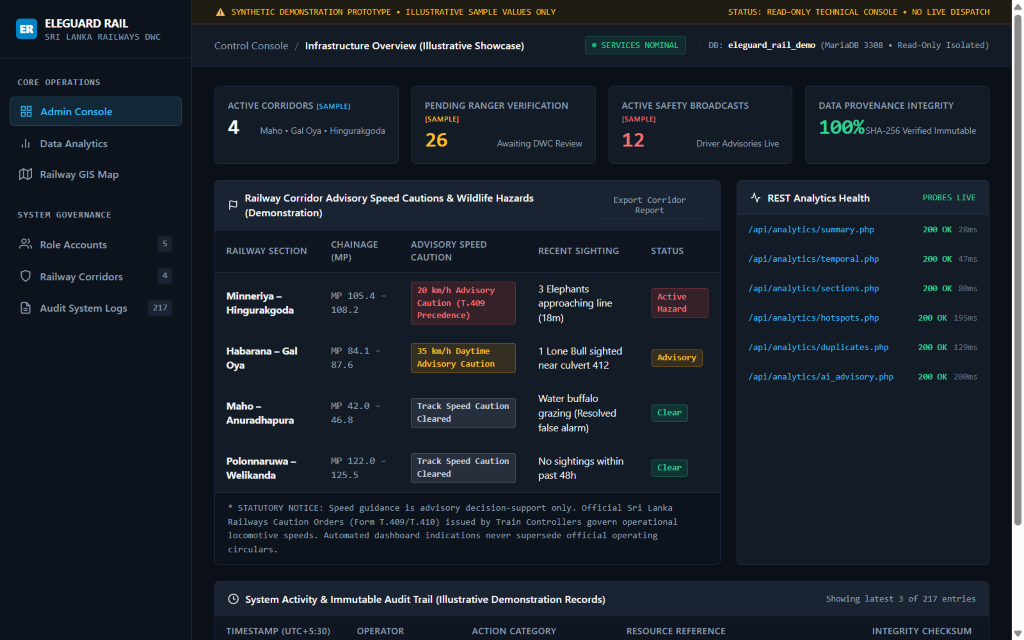 ER
ELEGUARD RAIL
SRI LANKA RAILWAYS DWC
CORE OPERATIONS
Admin Console
Data Analytics
Railway GIS Map
SYSTEM GOVERNANCE
Role Accounts 5
Railway Corridors 4
Audit System Logs 217
SYNTHETIC DEMONSTRATION PROTOTYPE • ILLUSTRATIVE SAMPLE VALUES ONLY
STATUS: READ-ONLY TECHNICAL CONSOLE • NO LIVE DISPATCH
Control Console / Infrastructure Overview (Illustrative Showcase)
SERVICES NOMINAL
DB: eleguard_rail_demo (MariaDB 3308 • Read-Only Isolated)
ACTIVE CORRIDORS [SAMPLE]
4
Maho • Gal Oya • Hingurakgoda
PENDING RANGER VERIFICATION
[SAMPLE]
26
Awaiting DWC Review
ACTIVE SAFETY BROADCASTS
[SAMPLE]
12
Driver Advisories Live
DATA PROVENANCE INTEGRITY
100%
SHA-256 Verified Immutable
Railway Corridor Advisory Speed Cautions & Wildlife Hazards
(Demonstration)
Export Corridor
Report
RAILWAY SECTION
CHAINAGE
(MP)
ADVISORY SPEED
CAUTION
RECENT SIGHTING
STATUS
Minneriya –
Hingurakgoda
MP 105.4 –
108.2
20 km/h Advisory
Caution (T.409
Precedence)
3 Elephants
approaching line
(18m)
Active
Hazard
Habarana – Gal
Oya
MP 84.1 –
87.6
35 km/h Daytime
Advisory Caution
1 Lone Bull sighted
near culvert 412
Advisory
Maho –
Anuradhapura
MP 42.0 –
46.8
Track Speed Caution
Cleared
Water buffalo
grazing (Resolved
false alarm)
Clear
Polonnaruwa –
Welikanda
MP 122.0 –
125.5
Track Speed Caution
Cleared
No sightings within
past 48h
Clear
* STATUTORY NOTICE: Speed guidance is advisory decision-support only. Official Sri Lanka
Railways Caution Orders (Form T.409/T.410) issued by Train Controllers govern operational
locomotive speeds. Automated dashboard indications never supersede official operating
circulars.
REST Analytics Health
PROBES LIVE
/api/analytics/summary.php 200 OK 28ms
/api/analytics/temporal.php 200 OK 47ms
/api/analytics/sections.php 200 OK 80ms
/api/analytics/hotspots.php 200 OK 195ms
/api/analytics/duplicates.php 200 OK 129ms
/api/analytics/ai_advisory.php 200 OK 200ms
System Activity & Immutable Audit Trail (Illustrative Demonstration Records)
Showing latest 3 of 217 entries
TIMESTAMP (UTC+5:30)
OPERATOR
ACTION CATEGORY
RESOURCE REFERENCE
INTEGRITY CHECKSUM